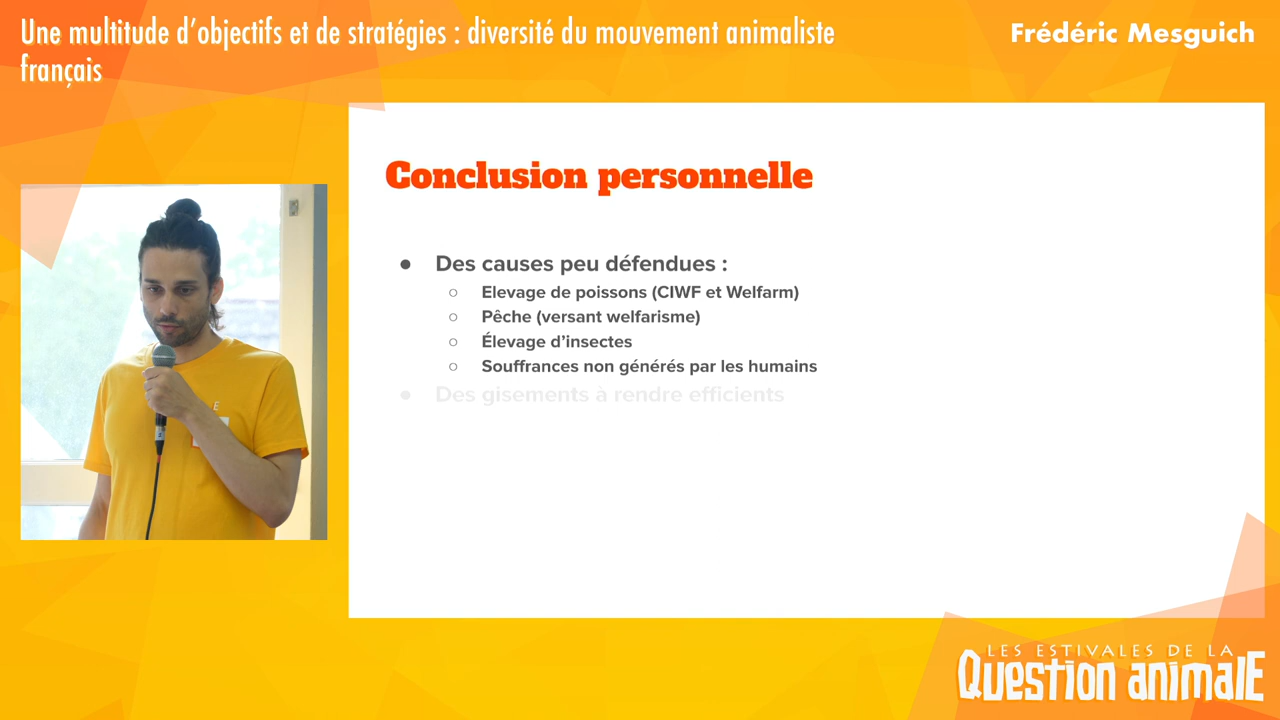 Une multitude d'objectifs et de stratégies : diversité du mouvement animaliste
français
Frédéric Mesguich
Conclusion personnelle
● Des causes peu défendues :
○ Elevage de poissons (CIWF et Welfarm)
○ Pêche (versant welfarisme)
○ Élevage d'insectes
○ Souffrances non générés par les humains
● Des gisements à rendre efficients
E
LES ESTIVALES DE LA
QUESTION ANIMALE